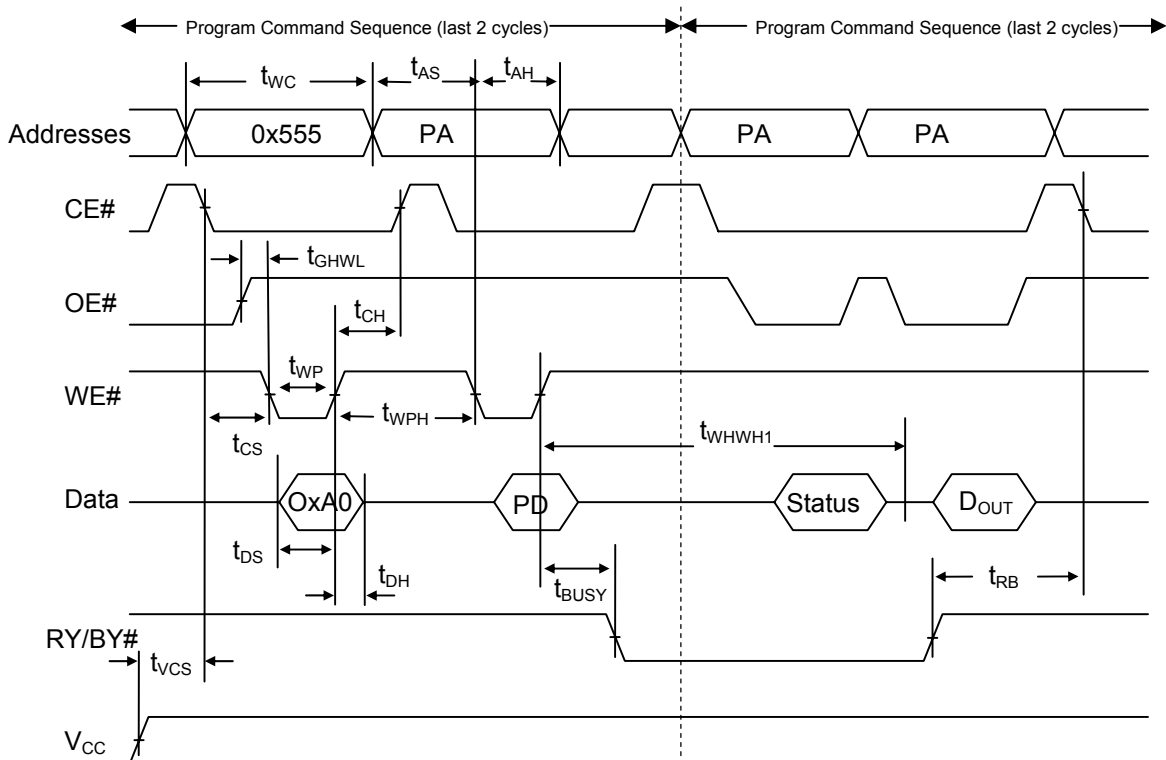 Program Command Sequence (last 2 cycles) Program Command Sequence (last 2 cycles)
tWC tAS tAH
Addresses 0x555 PA PA PA
CE#
tGHWL
OE#
tCH
tWP
WE#
tWPH
tCS tWHWH1
Data OxA0 PD Status DOUT
tDS tDH tBUSY tRB
RY/BY#
tVCS
VCC